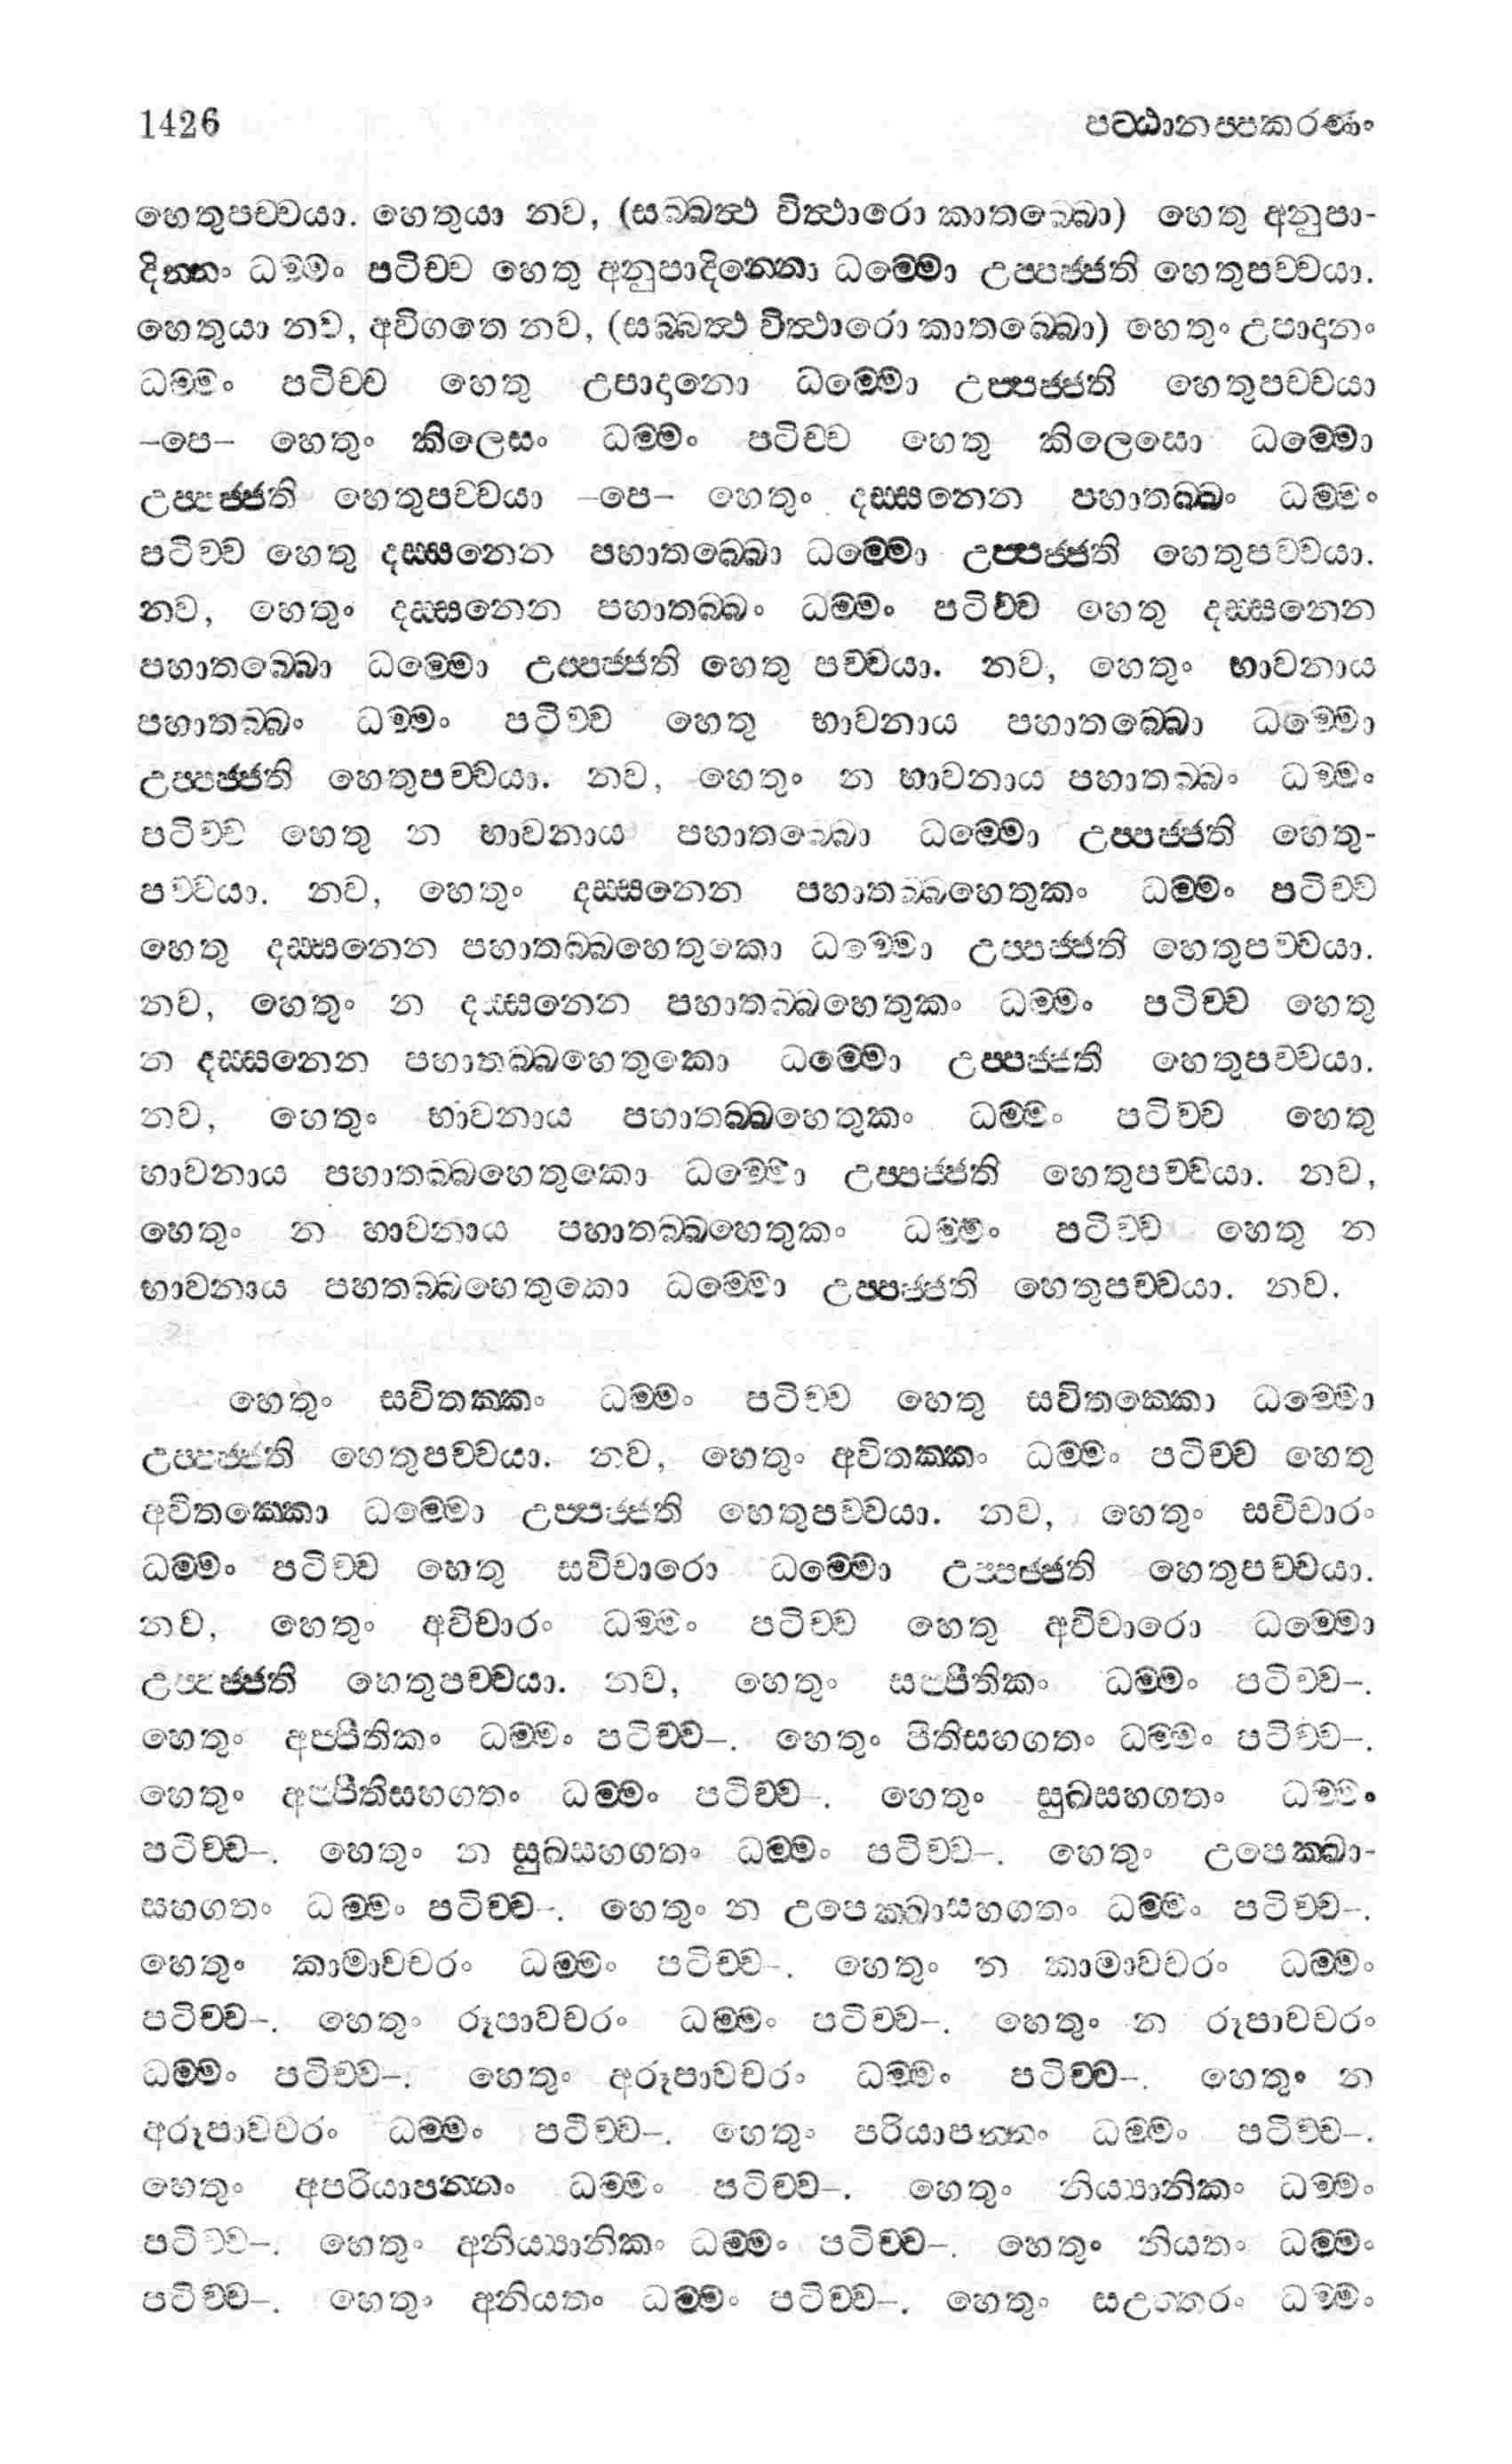 1426 පට්ඨානප්පකරණං
හෙතුපච්චයා. හෙතුයා නව, (සබ්බත්ථ විත්ථාරො කාතබ්බො) හෙතු අනුපා-
දින්නං ධම්මං පටිච්ච හෙතු අනුපාදින්නො ධම්මො උප්පජ්ජති හෙතුපච්චයා.
හෙතුයා නව, අවිගතෙ නව, (සබ්බත්ථ විත්ථාරො කාතබ්බො) හෙතුං උපාදානං
ධම්මං පටිච්ච හෙතු උපාදානො ධම්මො උප්පජ්ජති හෙතුපච්චයා
–පෙ– හෙතුං කිලෙසං ධම්මං පටිච්ච හෙතු කිලෙසො ධම්මො
උප්පජ්ජති හෙතුපච්චයා –පෙ– හෙතුං දස්සනෙන පහාතබ්බං ධම්මං
පටිච්ච හෙතු දස්සනෙන පහාතබ්බො ධම්මො උප්පජ්ජති හෙතුපච්චයා.
නව, හෙතුං දස්සනෙන පහාතබ්බං ධම්මං පටිච්ච හෙතු දස්සනෙන
පහාතබ්බො ධම්මො උප්පජ්ජති හෙතු පච්චයා. නව, හෙතුං භාවනාය
පහාතබ්බං ධම්මං පටිච්ච හෙතු භාවනාය පහාතබ්බො ධම්මො
උප්පජ්ජති හෙතුපච්චයා. නව, හෙතුං න භාවනාය පහාතබ්බං ධම්මං
පටිච්ච හෙතු න භාවනාය පහාතබ්බො ධම්මො උප්පජ්ජති හෙතු-
පච්චයා. නව, හෙතුං දස්සනෙන පහාතබ්බහෙතුකං ධම්මං පටිච්ච
හෙතු දස්සනෙන පහාතබ්බහෙතුකො ධම්මො උප්පජ්ජති හෙතුපච්චයා.
නව, හෙතුං න දස්සනෙන පහාතබ්බහෙතුකං ධම්මං පටිච්ච හෙතු
න දස්සනෙන පහාතබ්බහෙතුකො ධම්මො උප්පජ්ජති හෙතුපච්චයා.
නව, හෙතුං භාවනාය පහාතබ්බහෙතුකං ධම්මං පටිච්ච හෙතු
භාවනාය පහාතබ්බහෙතුකො ධම්මො උප්පජ්ජති හෙතුපච්චයා. නව,
හෙතුං න භාවනාය පහාතබ්බහෙතුකං ධම්මං පටිච්ච හෙතු න
භාවනාය පහතබ්බහෙතුකො ධම්මො උප්පජ්ජති හෙතුපච්චයා. නව.
හෙතුං සවිතක්කං ධම්මං පටිච්ච හෙතු සවිතක්කො ධම්මො
උප්පජ්ජති හෙතුපච්චයා. නව, හෙතුං අවිතක්කං ධම්මං පටිච්ච හෙතු
අවිතක්කො ධම්මො උප්පජ්ජති හෙතුපච්චයා. නව, හෙතුං සවිචාරං
ධම්මං පටිච්ච හෙතු සවිචාරො ධම්මො උප්පජ්ජති හෙතුපච්චයා.
නව, හෙතුං අවිචාරං ධම්මං පටිච්ච හෙතු අවිචාරො ධම්මො
උප්පජ්ජති හෙතුපච්චයා. නව, හෙතුං සප්පීතිකං ධම්මං පටිච්ච–.
හෙතුං අප්පීතිකං ධම්මං පටිච්ච–. හෙතුං පීතිසහගතං ධම්මං පටිච්ච–.
හෙතුං අප්පීතිසහගතං ධම්මං පටිච්ච–. හෙතුං සුඛසහගතං ධම්මං
පටිච්ච–. හෙතුං න සුඛසහගතං ධම්මං පටිච්ච–. හෙතුං උපෙක්ඛා-
සහගතං ධම්මං පටිච්ච–. හෙතුං න උපෙක්ඛාසහගතං ධම්මං පටිච්ච–.
හෙතුං කාමාවචරං ධම්මං පටිච්ච–. හෙතුං න කාමාවචරං ධම්මං
පටිච්ච–. හෙතුං රූපාවචරං ධම්මං පටිච්ච–. හෙතුං න රූපාවචරං
ධම්මං පටිච්ච–. හෙතුං අරූපාවචරං ධම්මං පටිච්ච–. හෙතුං න
අරූපාවචරං ධම්මං පටිච්ච–. හෙතුං පරියාපන්නං ධම්මං පටිච්ච–.
හෙතුං අපරියාපන්නං ධම්මං පටිච්ච–. හෙතුං නිය්‍යානිකං ධම්මං
පටිච්ච–. හෙතුං අනිය්‍යානිකං ධම්මං පටිච්ච–. හෙතුං නියතං ධම්මං
පටිච්ච–. හෙතුං අනියතං ධම්මං පටිච්ච–. හෙතුං සඋත්තරං ධම්මං